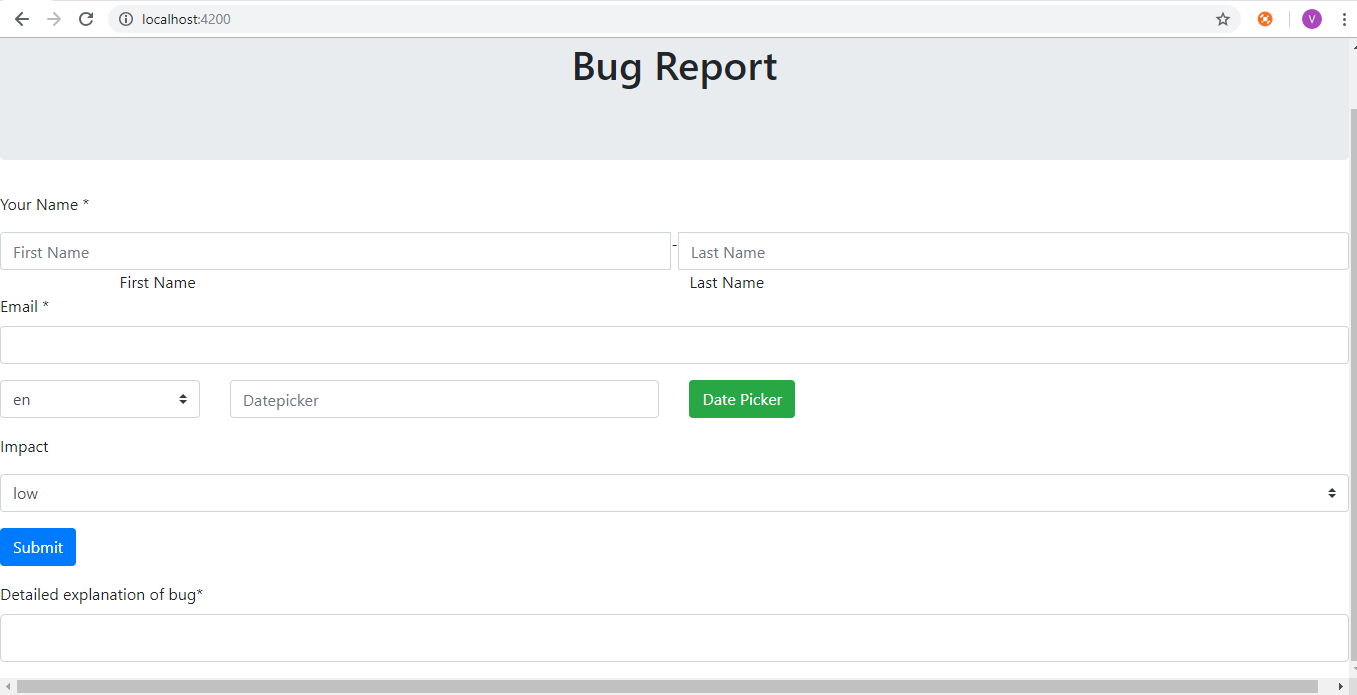 localhost:4200
V
Bug Report
Your Name *
First Name - Last Name
First Name Last Name
Email *
en Datepicker Date Picker
Impact
low
Submit
Detailed explanation of bug*